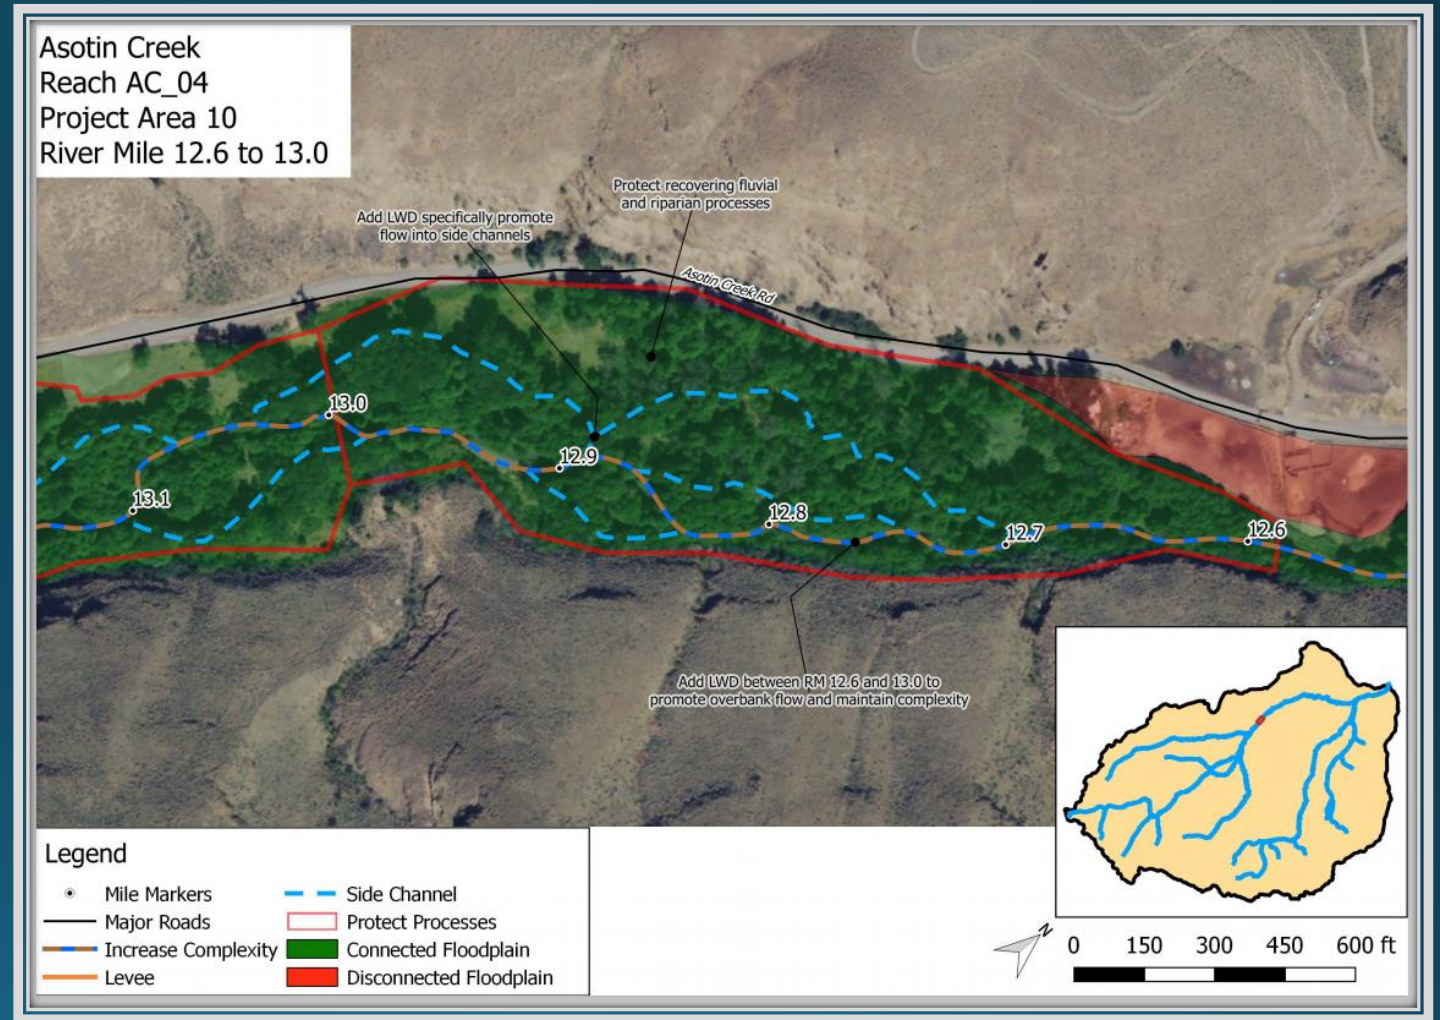 Asotin Creek
Reach AC_04
Project Area 10
River Mile 12.6 to 13.0
Protect recovering fluvial
and riparian processes
Add LWD specifically promote
flow into side channels
Asotin Creek Rd
13.0
12.9
13.1
12.8
12.7
12.6
Add LWD between RM 12.6 and 13.0 to
promote overbank flow and maintain complexity
Legend
Mile Markers
Major Roads
Increase Complexity
Levee
Side Channel
Protect Processes
Connected Floodplain
Disconnected Floodplain
N
0 150 300 450 600 ft